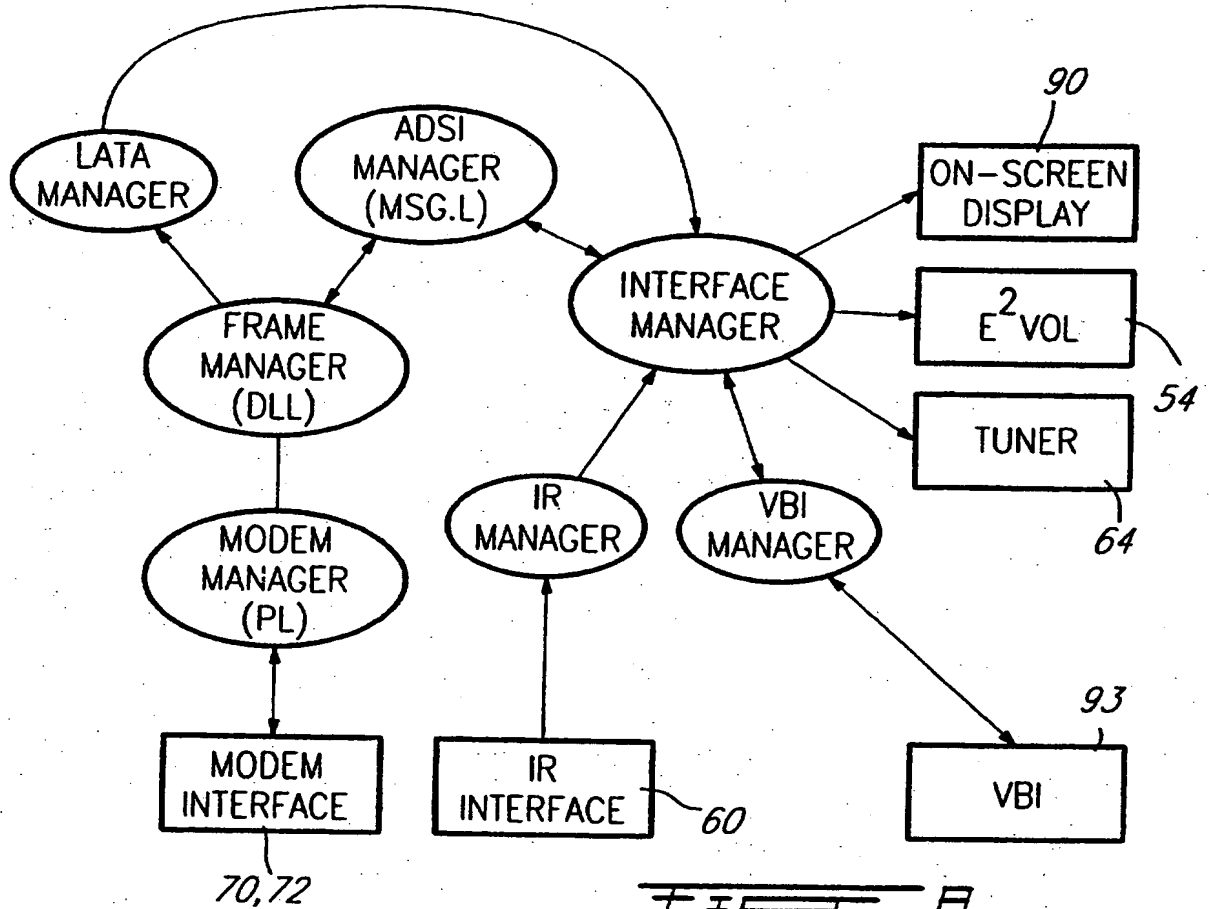 90
LATA
MANAGER
ADSI
MANAGER
(MSG.L)
ON-SCREEN
DISPLAY
INTERFACE
MANAGER
E²VOL
54
FRAME
MANAGER
(DLL)
TUNER
64
IR
MANAGER
VBI
MANAGER
MODEM
MANAGER
(PL)
93
MODEM
INTERFACE
IR
INTERFACE
60
VBI
70,72